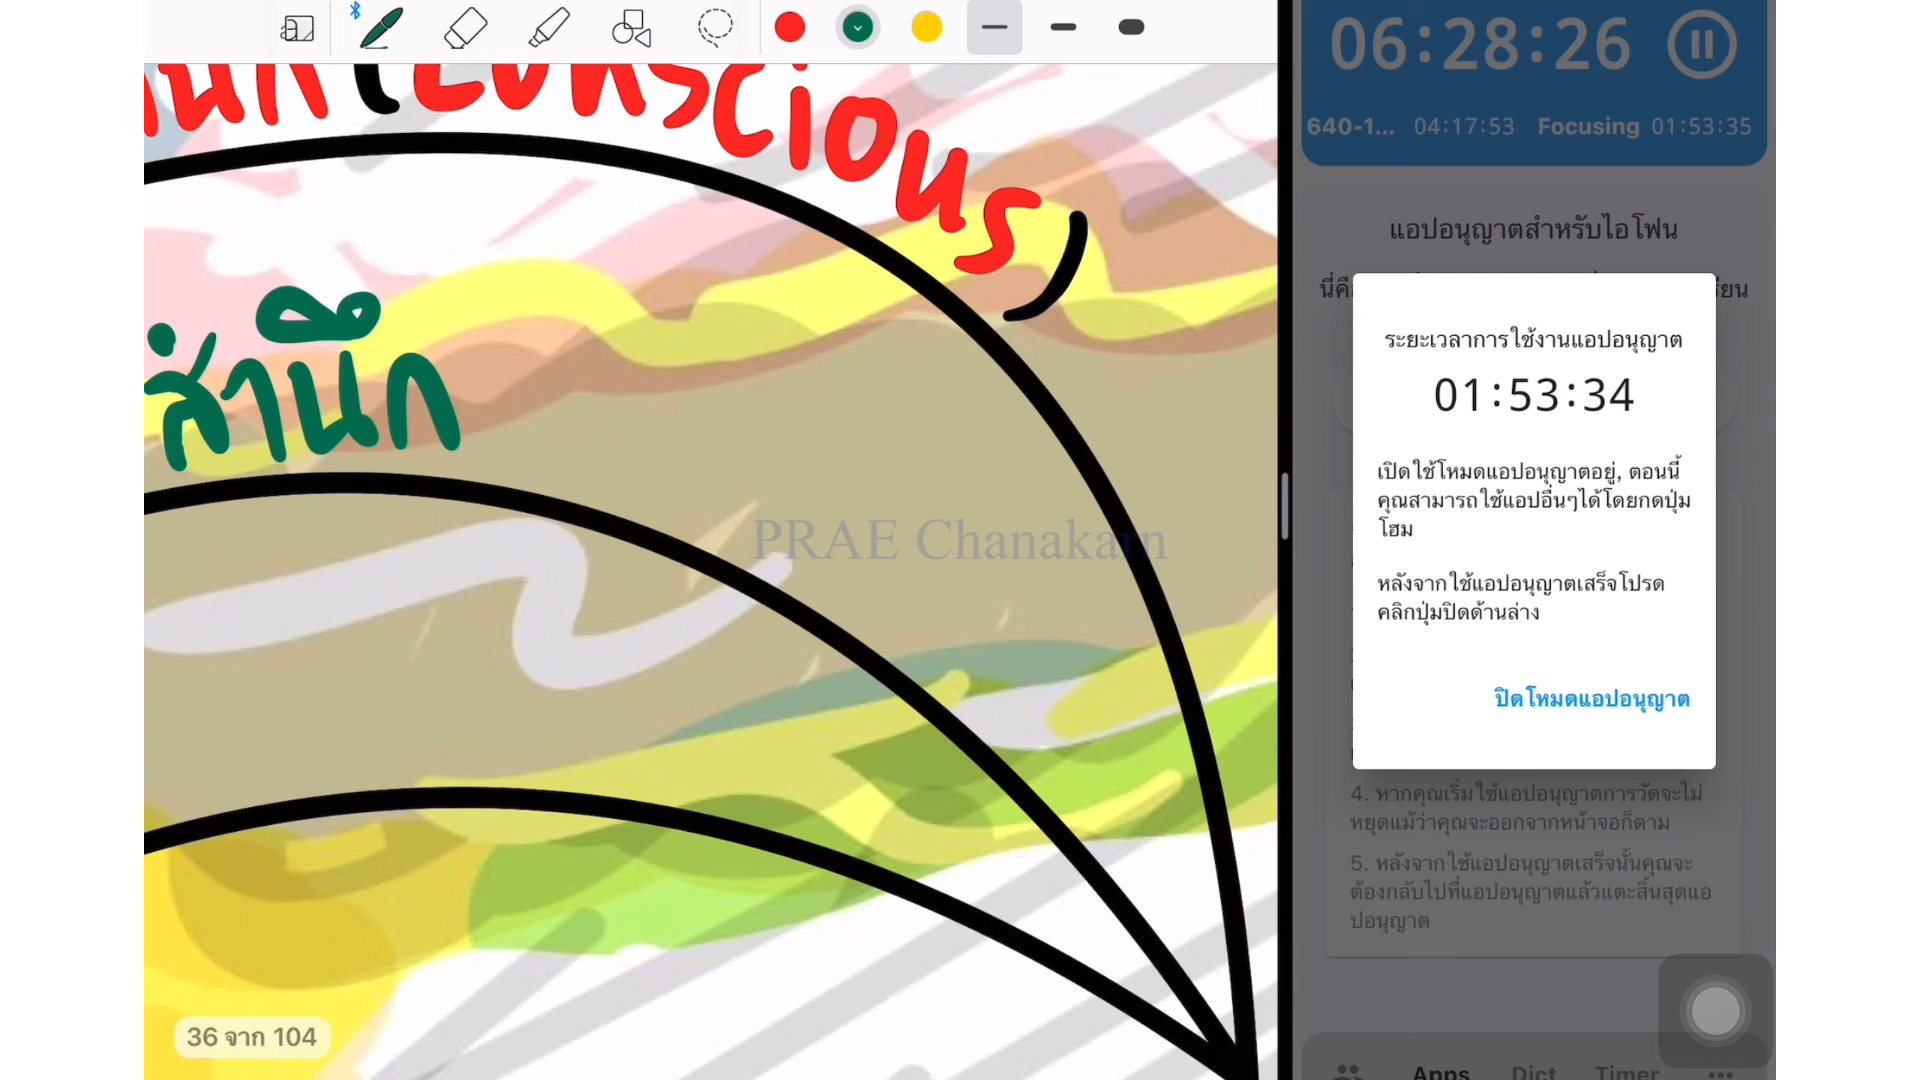 (conscious)
สำนึก
PRAE Chanakarn
36 จาก 104
06:28:26
640-1... 04:17:53 Focusing 01:53:35
แอปอนุญาตสำหรับไอโฟน
ระยะเวลาการใช้งานแอปอนุญาต
01:53:34
เปิดใช้โหมดแอปอนุญาตอยู่, ตอนนี้
คุณสามารถใช้แอปอื่นๆได้โดยกดปุ่ม
โฮม
หลังจากใช้แอปอนุญาตเสร็จโปรด
คลิกปุ่มปิดด้านล่าง
ปิดโหมดแอปอนุญาต
4. หากคุณเริ่มใช้แอปอนุญาตการวัดจะไม่
หยุดแม้ว่าคุณจะออกจากหน้าจอก็ตาม
5. หลังจากใช้แอปอนุญาตเสร็จนั้นคุณจะ
ต้องกลับไปที่แอปอนุญาตแล้วแตะสิ้นสุดแอ
ปอนุญาต
Apps Dict Timer